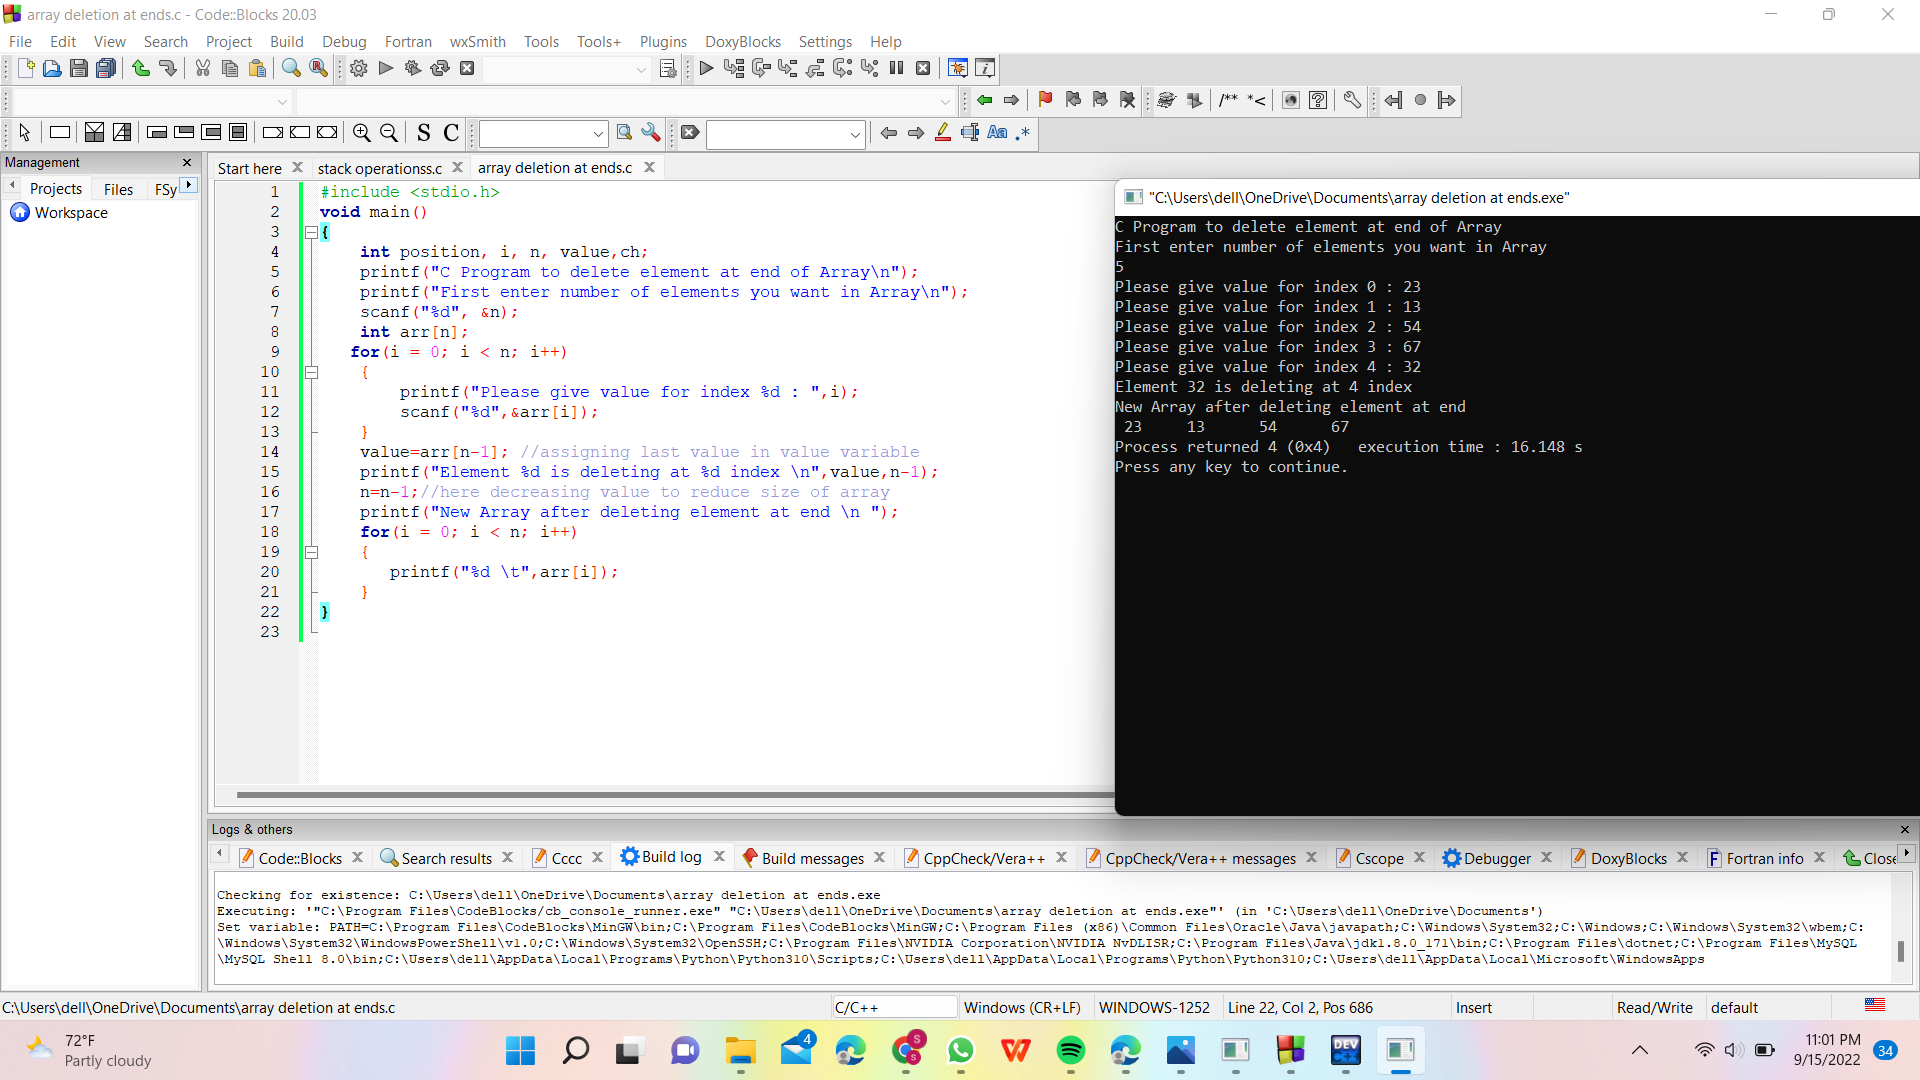 array deletion at ends.c - Code::Blocks 20.03
File Edit View Search Project Build Debug Fortran wxSmith Tools Tools+ Plugins DoxyBlocks Settings Help
/** *<
S C
Aa .*
Management
Projects Files FSy
Workspace
Start here stack operationss.c array deletion at ends.c
1 #include <stdio.h>
2 void main()
3 {
4 int position, i, n, value,ch;
5 printf("C Program to delete element at end of Array\n");
6 printf("First enter number of elements you want in Array\n");
7 scanf("%d", &n);
8 int arr[n];
9 for(i = 0; i < n; i++)
10 {
11 printf("Please give value for index %d : ",i);
12 scanf("%d",&arr[i]);
13 }
14 value=arr[n-1]; //assigning last value in value variable
15 printf("Element %d is deleting at %d index \n",value,n-1);
16 n=n-1;//here decreasing value to reduce size of array
17 printf("New Array after deleting element at end \n ");
18 for(i = 0; i < n; i++)
19 {
20 printf("%d \t",arr[i]);
21 }
22 }
23
"C:\Users\dell\OneDrive\Documents\array deletion at ends.exe"
C Program to delete element at end of Array
First enter number of elements you want in Array
5
Please give value for index 0 : 23
Please give value for index 1 : 13
Please give value for index 2 : 54
Please give value for index 3 : 67
Please give value for index 4 : 32
Element 32 is deleting at 4 index
New Array after deleting element at end
23 13 54 67
Process returned 4 (0x4) execution time : 16.148 s
Press any key to continue.
Logs & others
Code::Blocks Search results Cccc Build log Build messages CppCheck/Vera++ CppCheck/Vera++ messages Cscope Debugger DoxyBlocks Fortran info Close
Checking for existence: C:\Users\dell\OneDrive\Documents\array deletion at ends.exe
Executing: '"C:\Program Files\CodeBlocks/cb_console_runner.exe" "C:\Users\dell\OneDrive\Documents\array deletion at ends.exe"' (in 'C:\Users\dell\OneDrive\Documents')
Set variable: PATH=C:\Program Files\CodeBlocks\MinGW\bin;C:\Program Files\CodeBlocks\MinGW;C:\Program Files (x86)\Common Files\Oracle\Java\javapath;C:\Windows\System32;C:\Windows;C:\Windows\System32\wbem;C:
\Windows\System32\WindowsPowerShell\v1.0;C:\Windows\System32\OpenSSH;C:\Program Files\NVIDIA Corporation\NVIDIA NvDLISR;C:\Program Files\Java\jdk1.8.0_171\bin;C:\Program Files\dotnet;C:\Program Files\MySQL
\MySQL Shell 8.0\bin;C:\Users\dell\AppData\Local\Programs\Python\Python310\Scripts;C:\Users\dell\AppData\Local\Programs\Python\Python310;C:\Users\dell\AppData\Local\Microsoft\WindowsApps
C:\Users\dell\OneDrive\Documents\array deletion at ends.c C/C++ Windows (CR+LF) WINDOWS-1252 Line 22, Col 2, Pos 686 Insert Read/Write default
72°F
Partly cloudy
4
S
S
DEV
C++
11:01 PM
9/15/2022
34